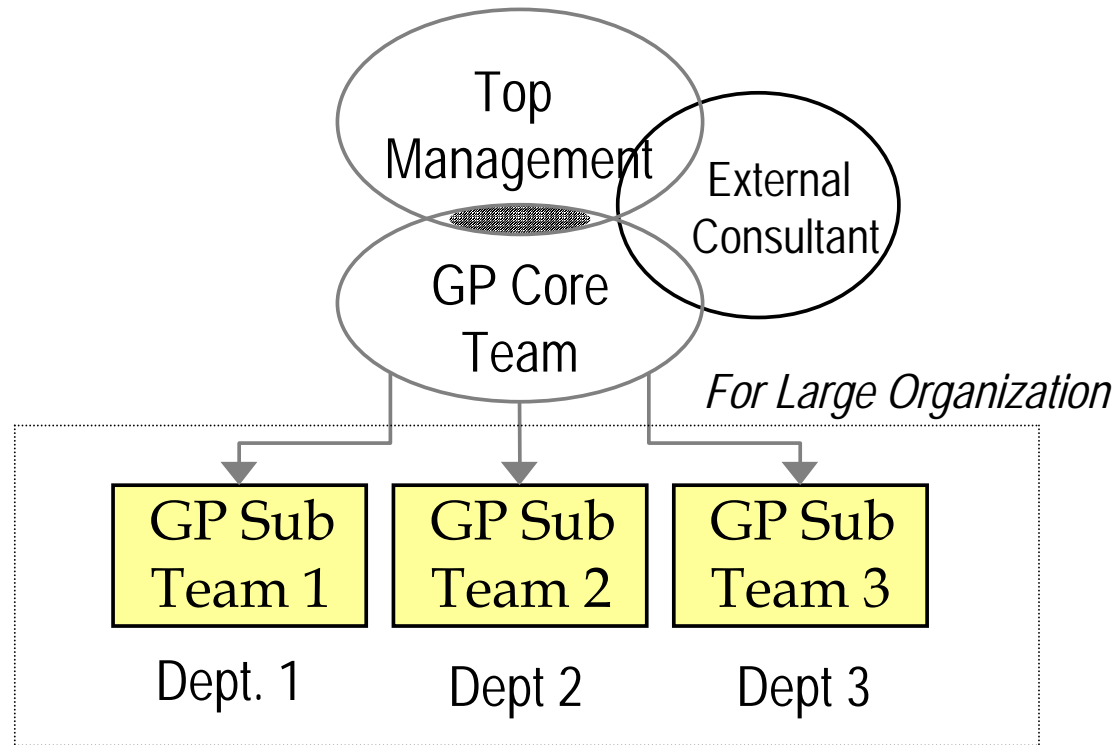 Top
Management
External
Consultant
GP Core
Team
For Large Organization
GP Sub
Team 1
GP Sub
Team 2
GP Sub
Team 3
Dept. 1
Dept 2
Dept 3